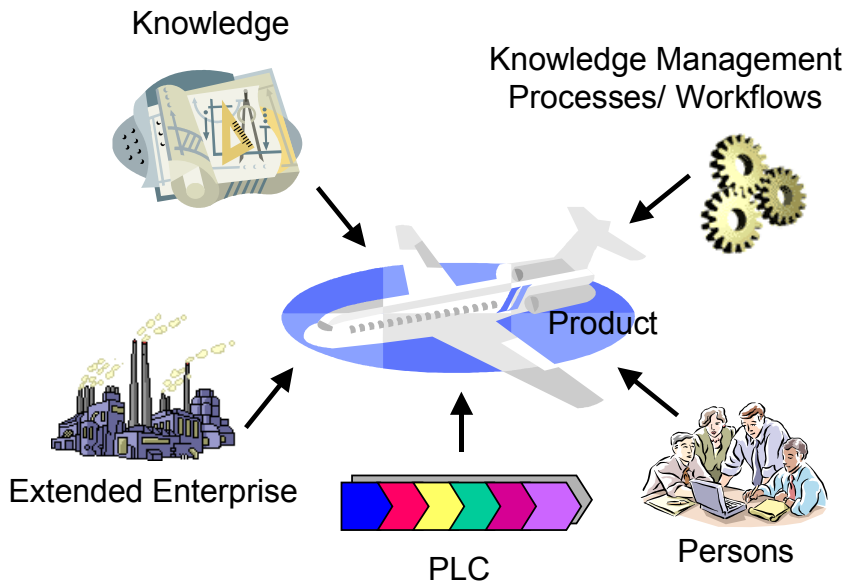 Knowledge
Knowledge Management
Processes/ Workflows
Product
Extended Enterprise
PLC
Persons